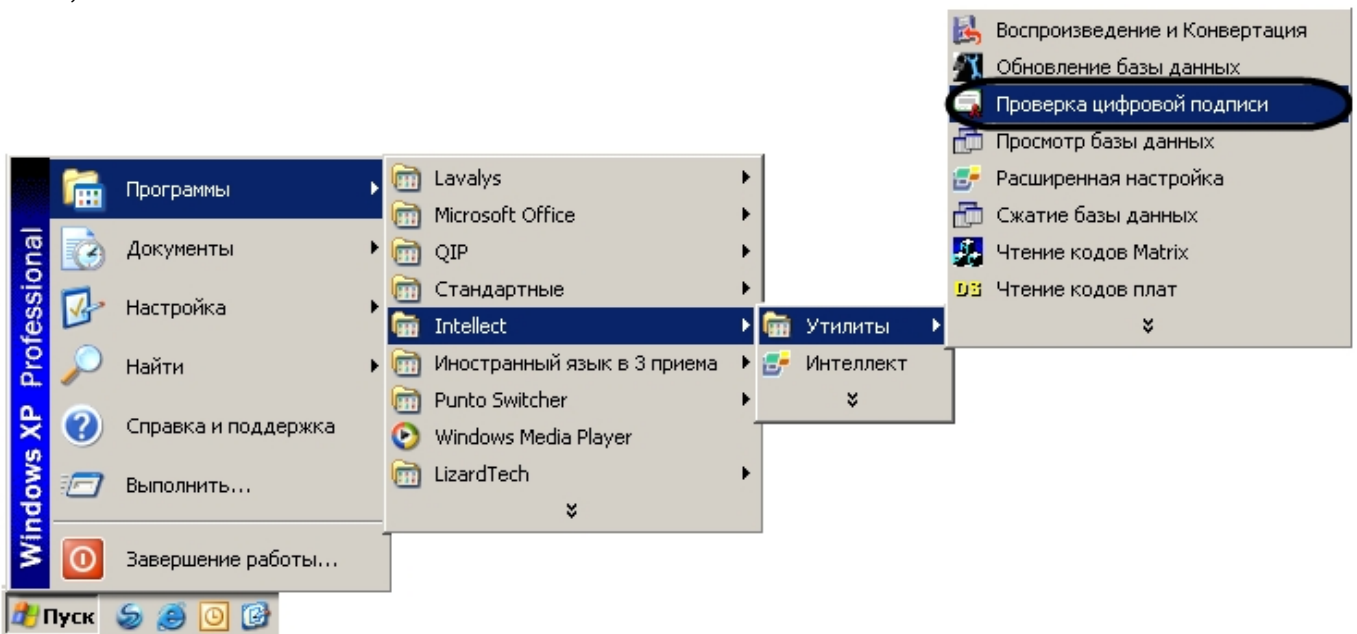 Воспроизведение и Конвертация
Обновление базы данных
Проверка цифровой подписи
Просмотр базы данных
Расширенная настройка
Сжатие базы данных
Чтение кодов Matrix
DS Чтение кодов плат
Windows XP Professional
Программы
Документы
Настройка
Найти
Справка и поддержка
Выполнить...
Завершение работы...
Lavalys
Microsoft Office
QIP
Стандартные
Intellect
Иностранный язык в 3 приема
Punto Switcher
Windows Media Player
LizardTech
Утилиты
Интеллект
Пуск